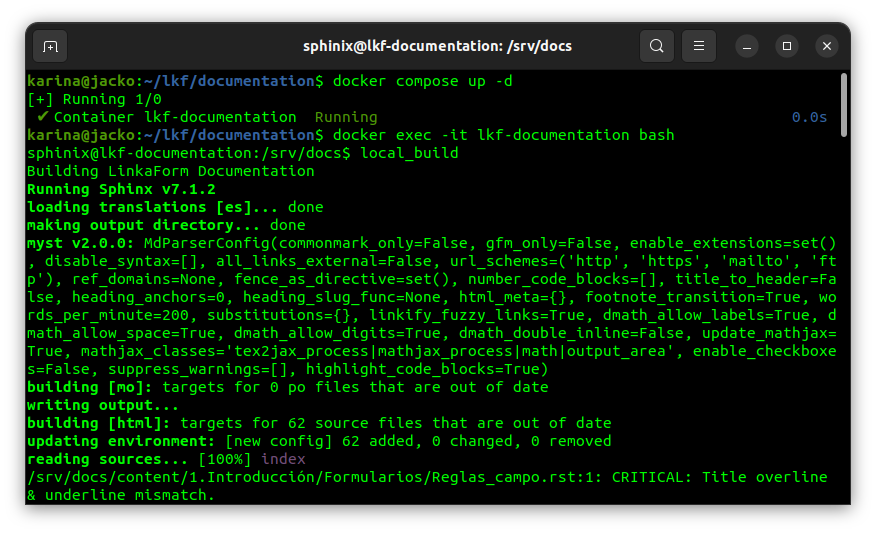 sphinix@lkf-documentation: /srv/docs
karina@jacko:~/lkf/documentation$ docker compose up -d
[+] Running 1/0
✔ Container lkf-documentation  Running 0.0s
karina@jacko:~/lkf/documentation$ docker exec -it lkf-documentation bash
sphinix@lkf-documentation:/srv/docs$ local_build
Building LinkaForm Documentation
Running Sphinx v7.1.2
loading translations [es]... done
making output directory... done
myst v2.0.0: MdParserConfig(commonmark_only=False, gfm_only=False, enable_extensions=set()
, disable_syntax=[], all_links_external=False, url_schemes=('http', 'https', 'mailto', 'ft
p'), ref_domains=None, fence_as_directive=set(), number_code_blocks=[], title_to_header=Fa
lse, heading_anchors=0, heading_slug_func=None, html_meta={}, footnote_transition=True, wo
rds_per_minute=200, substitutions={}, linkify_fuzzy_links=True, dmath_allow_labels=True, d
math_allow_space=True, dmath_allow_digits=True, dmath_double_inline=False, update_mathjax=
True, mathjax_classes='tex2jax_process|mathjax_process|math|output_area', enable_checkboxe
s=False, suppress_warnings=[], highlight_code_blocks=True)
building [mo]: targets for 0 po files that are out of date
writing output...
building [html]: targets for 62 source files that are out of date
updating environment: [new config] 62 added, 0 changed, 0 removed
reading sources... [100%] index
/srv/docs/content/1.Introducción/Formularios/Reglas_campo.rst:1: CRITICAL: Title overline
& underline mismatch.